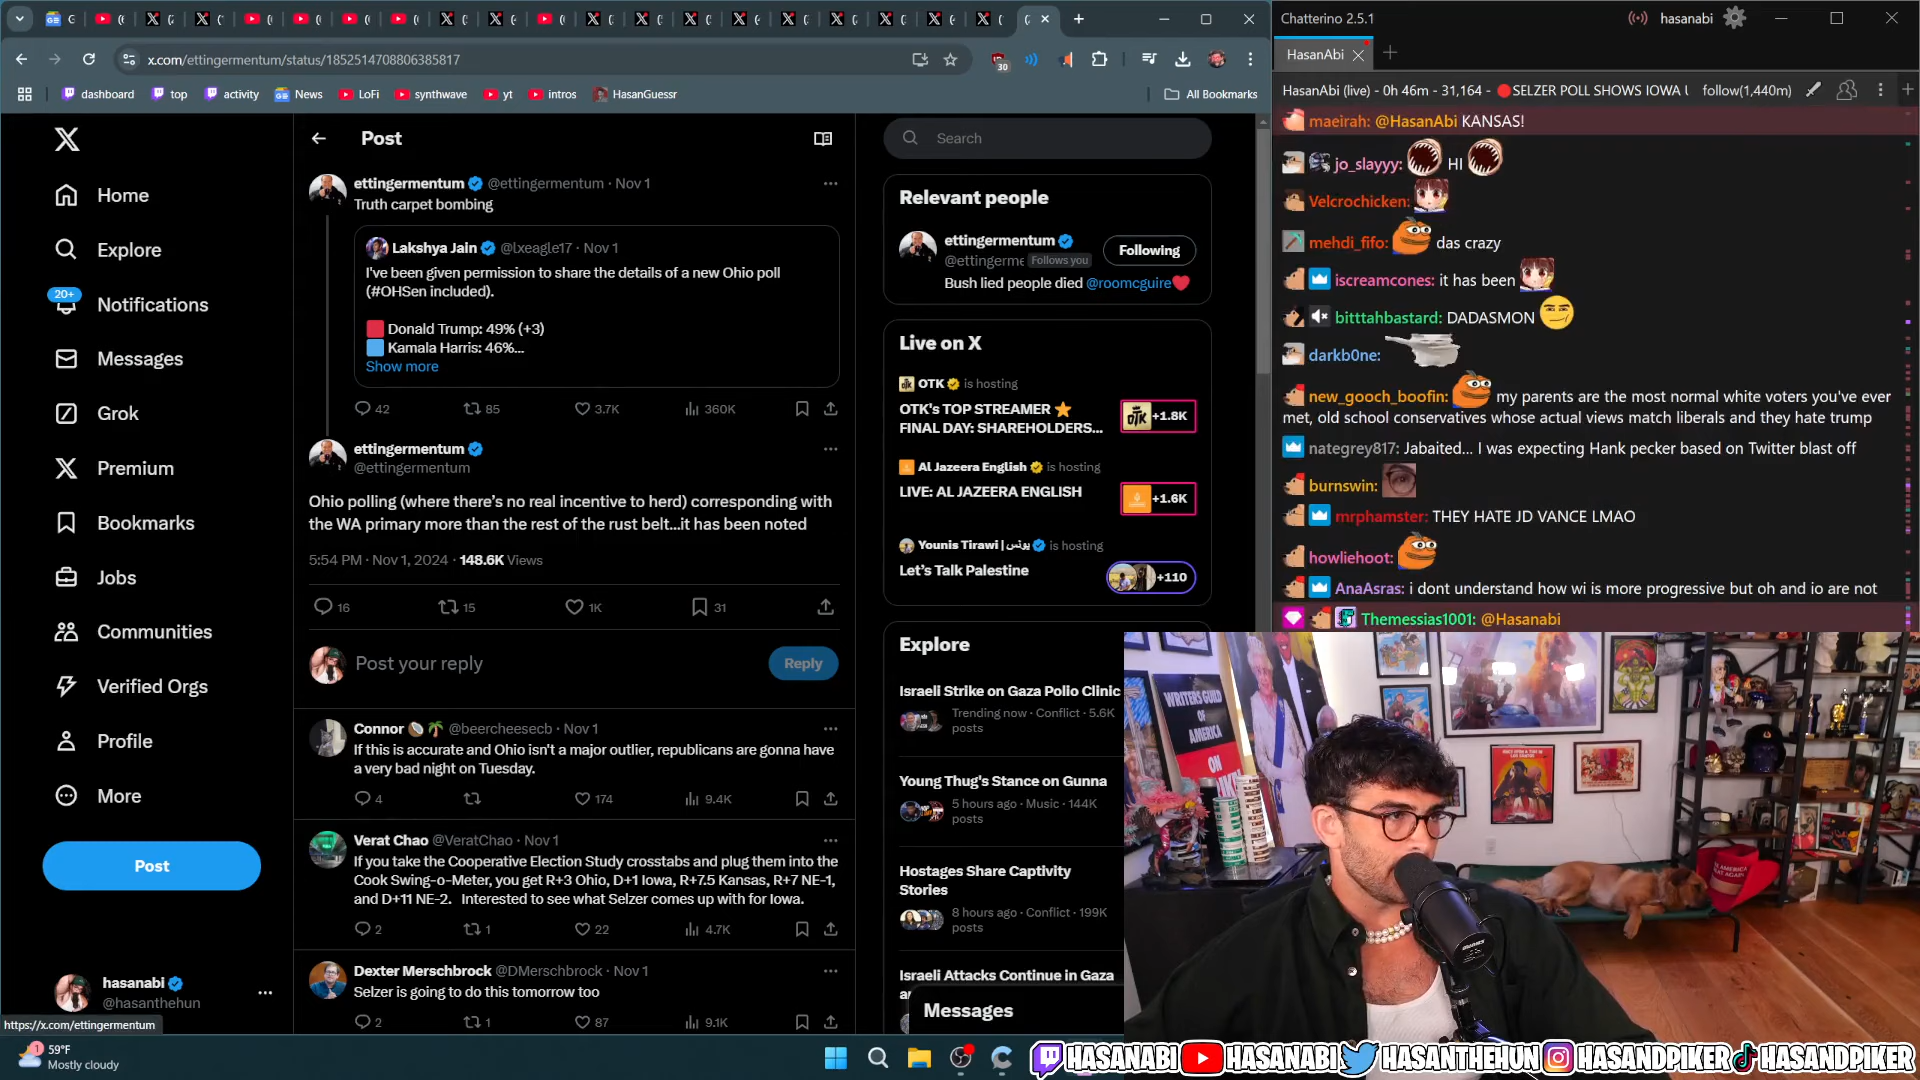 x.com/ettingermentum/status/1852514708806385817
30
dashboard
top
activity
News
LoFi
synthwave
yt
intros
HasanGuessr
All Bookmarks
Home
Explore
20+
Notifications
Messages
Grok
Premium
Bookmarks
Jobs
Communities
Verified Orgs
Profile
More
Post
hasanabi
@hasanthehun
https://x.com/ettingermentum
Post
ettingermentum @ettingermentum · Nov 1
Truth carpet bombing
Lakshya Jain @lxeagle17 · Nov 1
I've been given permission to share the details of a new Ohio poll
(#OHSen included).
Donald Trump: 49% (+3)
Kamala Harris: 46%...
Show more
42 85 3.7K 360K
ettingermentum
@ettingermentum
Ohio polling (where there's no real incentive to herd) corresponding with
the WA primary more than the rest of the rust belt...it has been noted
5:54 PM · Nov 1, 2024 · 148.6K Views
16 15 1K 31
Post your reply
Reply
Connor @beercheesecb · Nov 1
If this is accurate and Ohio isn't a major outlier, republicans are gonna have
a very bad night on Tuesday.
4 174 9.4K
Verat Chao @VeratChao · Nov 1
If you take the Cooperative Election Study crosstabs and plug them into the
Cook Swing-o-Meter, you get R+3 Ohio, D+1 Iowa, R+7.5 Kansas, R+7 NE-1,
and D+11 NE-2. Interested to see what Selzer comes up with for Iowa.
2 1 22 4.7K
Dexter Merschbrock @DMerschbrock · Nov 1
Selzer is going to do this tomorrow too
2 1 87 9.1K
Search
Relevant people
ettingermentum
@ettingerme Follows you
Following
Bush lied people died @roomcguire
Live on X
OTK is hosting
OTK's TOP STREAMER
FINAL DAY: SHAREHOLDERS...
OTK +1.8K
Al Jazeera English is hosting
LIVE: AL JAZEERA ENGLISH
+1.6K
Younis Tirawi | يونس is hosting
Let's Talk Palestine
+110
Explore
Israeli Strike on Gaza Polio Clinic
Trending now · Conflict · 5.6K
posts
Young Thug's Stance on Gunna
5 hours ago · Music · 144K
posts
Hostages Share Captivity
Stories
8 hours ago · Conflict · 199K
posts
Israeli Attacks Continue in Gaza
Messages
Chatterino 2.5.1
hasanabi
HasanAbi
HasanAbi (live) - 0h 46m - 31,164 - SELZER POLL SHOWS IOWA
follow(1,440m)
maeirah: @HasanAbi KANSAS!
jo_slayyy: HI
Velcrochicken:
mehdi_fifo: das crazy
iscreamcones: it has been
bitttahbastard: DADASMON
darkb0ne:
new_gooch_boofin: my parents are the most normal white voters you've ever
met, old school conservatives whose actual views match liberals and they hate trump
nategrey817: Jabaited... I was expecting Hank pecker based on Twitter blast off
burnswin:
mrphamster: THEY HATE JD VANCE LMAO
howliehoot:
AnaAsras: i dont understand how wi is more progressive but oh and io are not
Themessias1001: @Hasanabi
WRITERS GUILD
OF
AMERICA
ON
1
59°F
Mostly cloudy
HASANABI
HASANABI
HASANTHEHUN
HASANDPIKER
HASANDPIKER